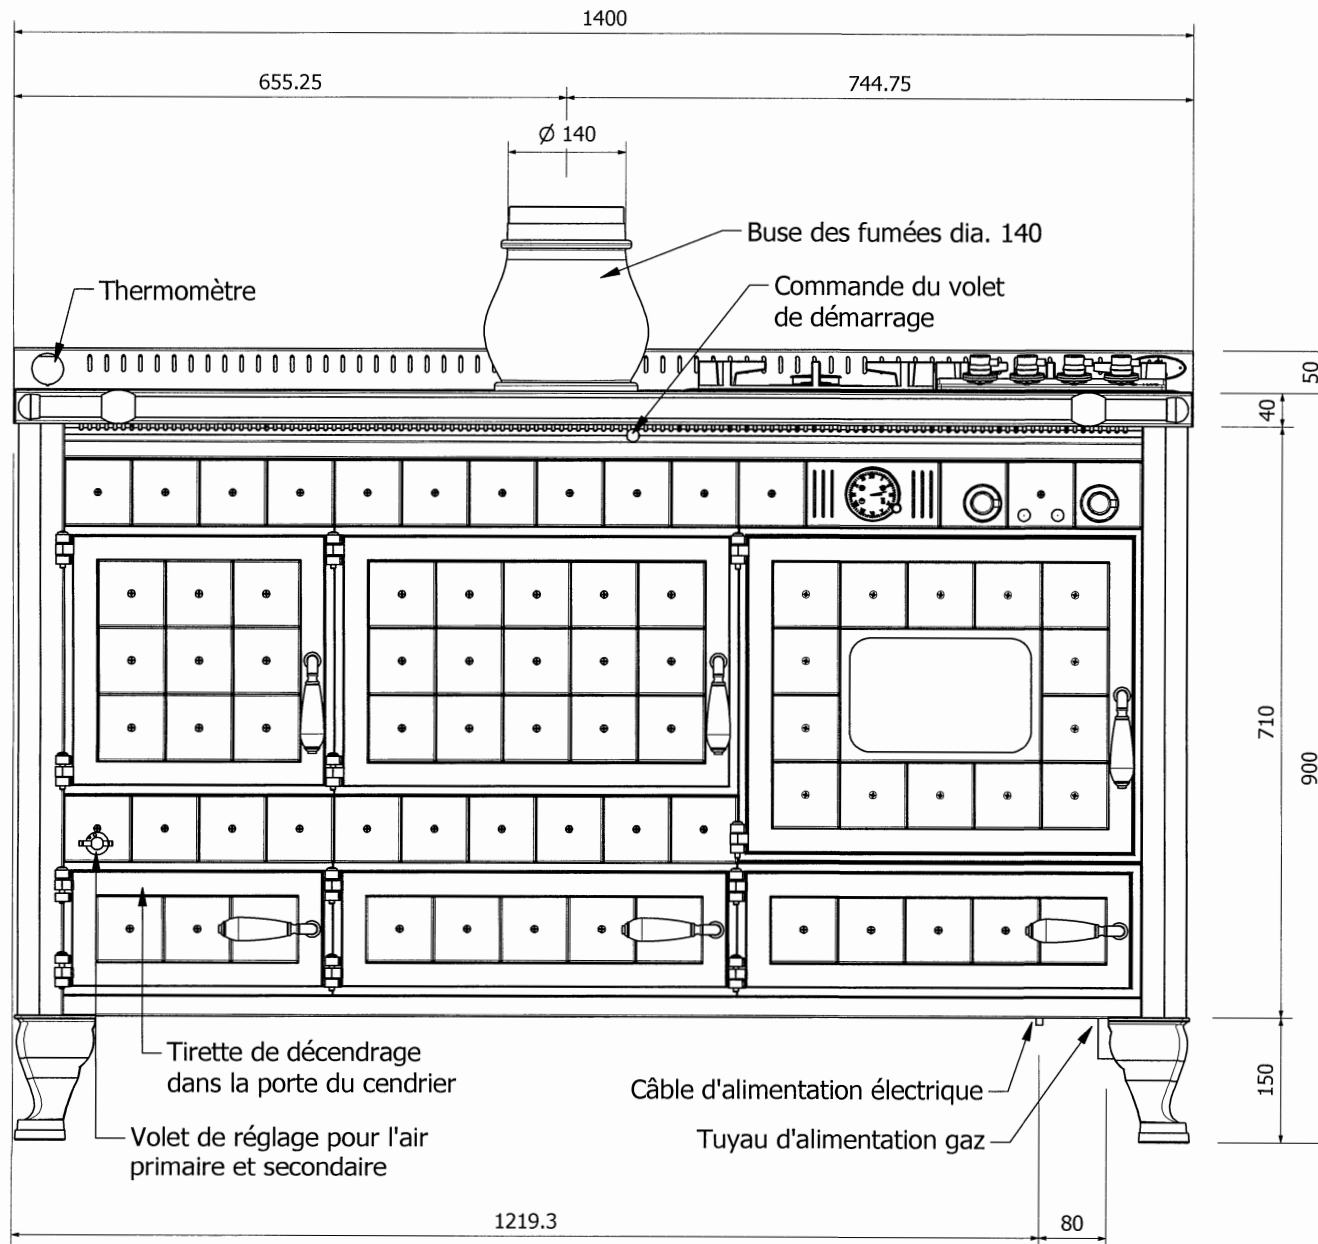 1400
655.25
744.75
Ø 140
Buse des fumées dia. 140
Thermomètre
Commande du volet
de démarrage
50
40
710
900
Tirette de décendrage
dans la porte du cendrier
Câble d'alimentation électrique
150
Volet de réglage pour l'air
primaire et secondaire
Tuyau d'alimentation gaz
1219.3
80